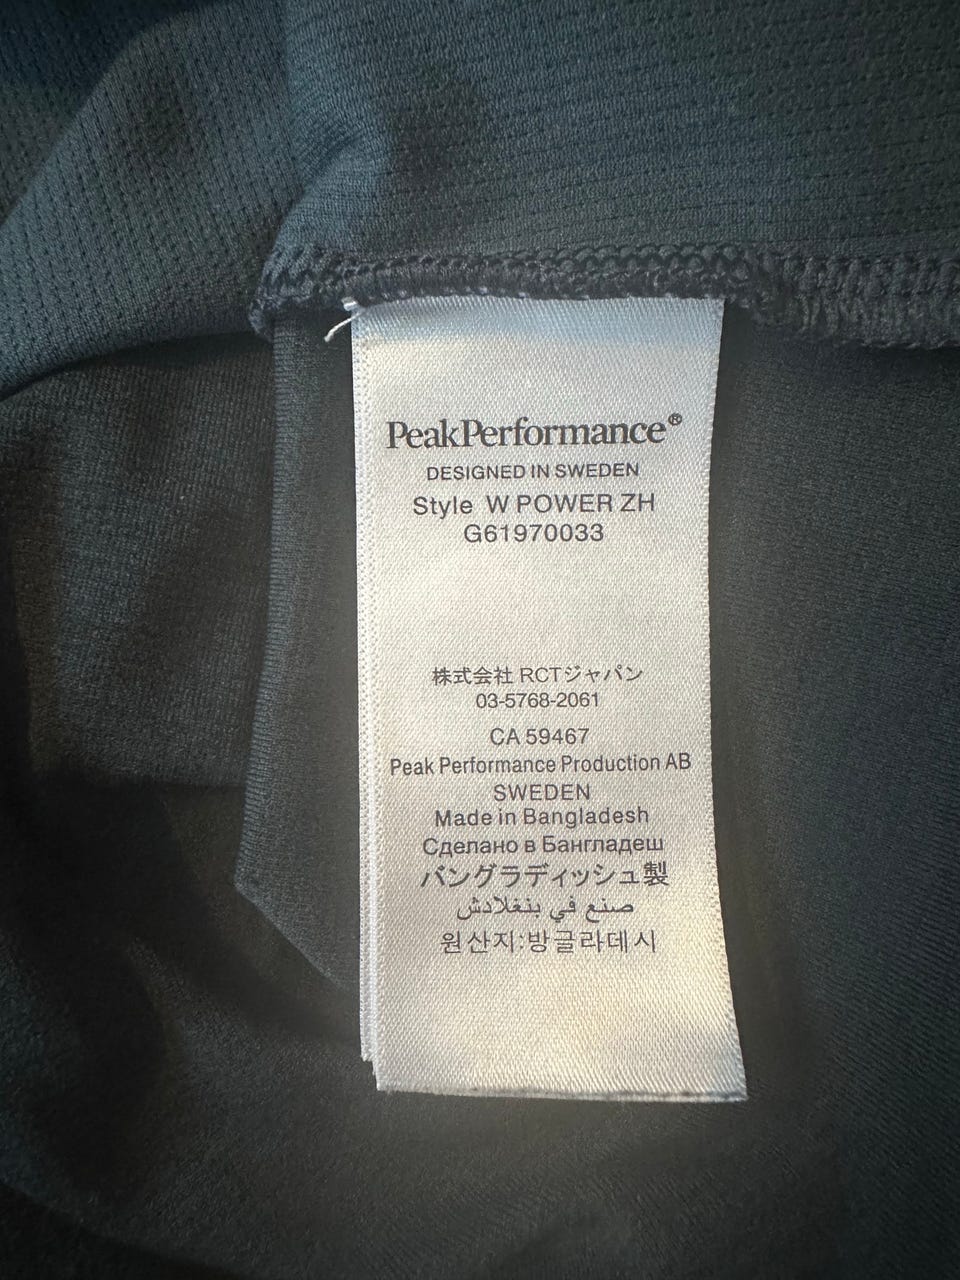 PeakPerformance®
DESIGNED IN SWEDEN
Style W POWER ZH
G61970033
株式会社 RCTジャパン
03-5768-2061
CA 59467
Peak Performance Production AB
SWEDEN
Made in Bangladesh
Сделано в Бангладеш
バングラディッシュ製
صنع في بنغلادش
원산지:방글라데시